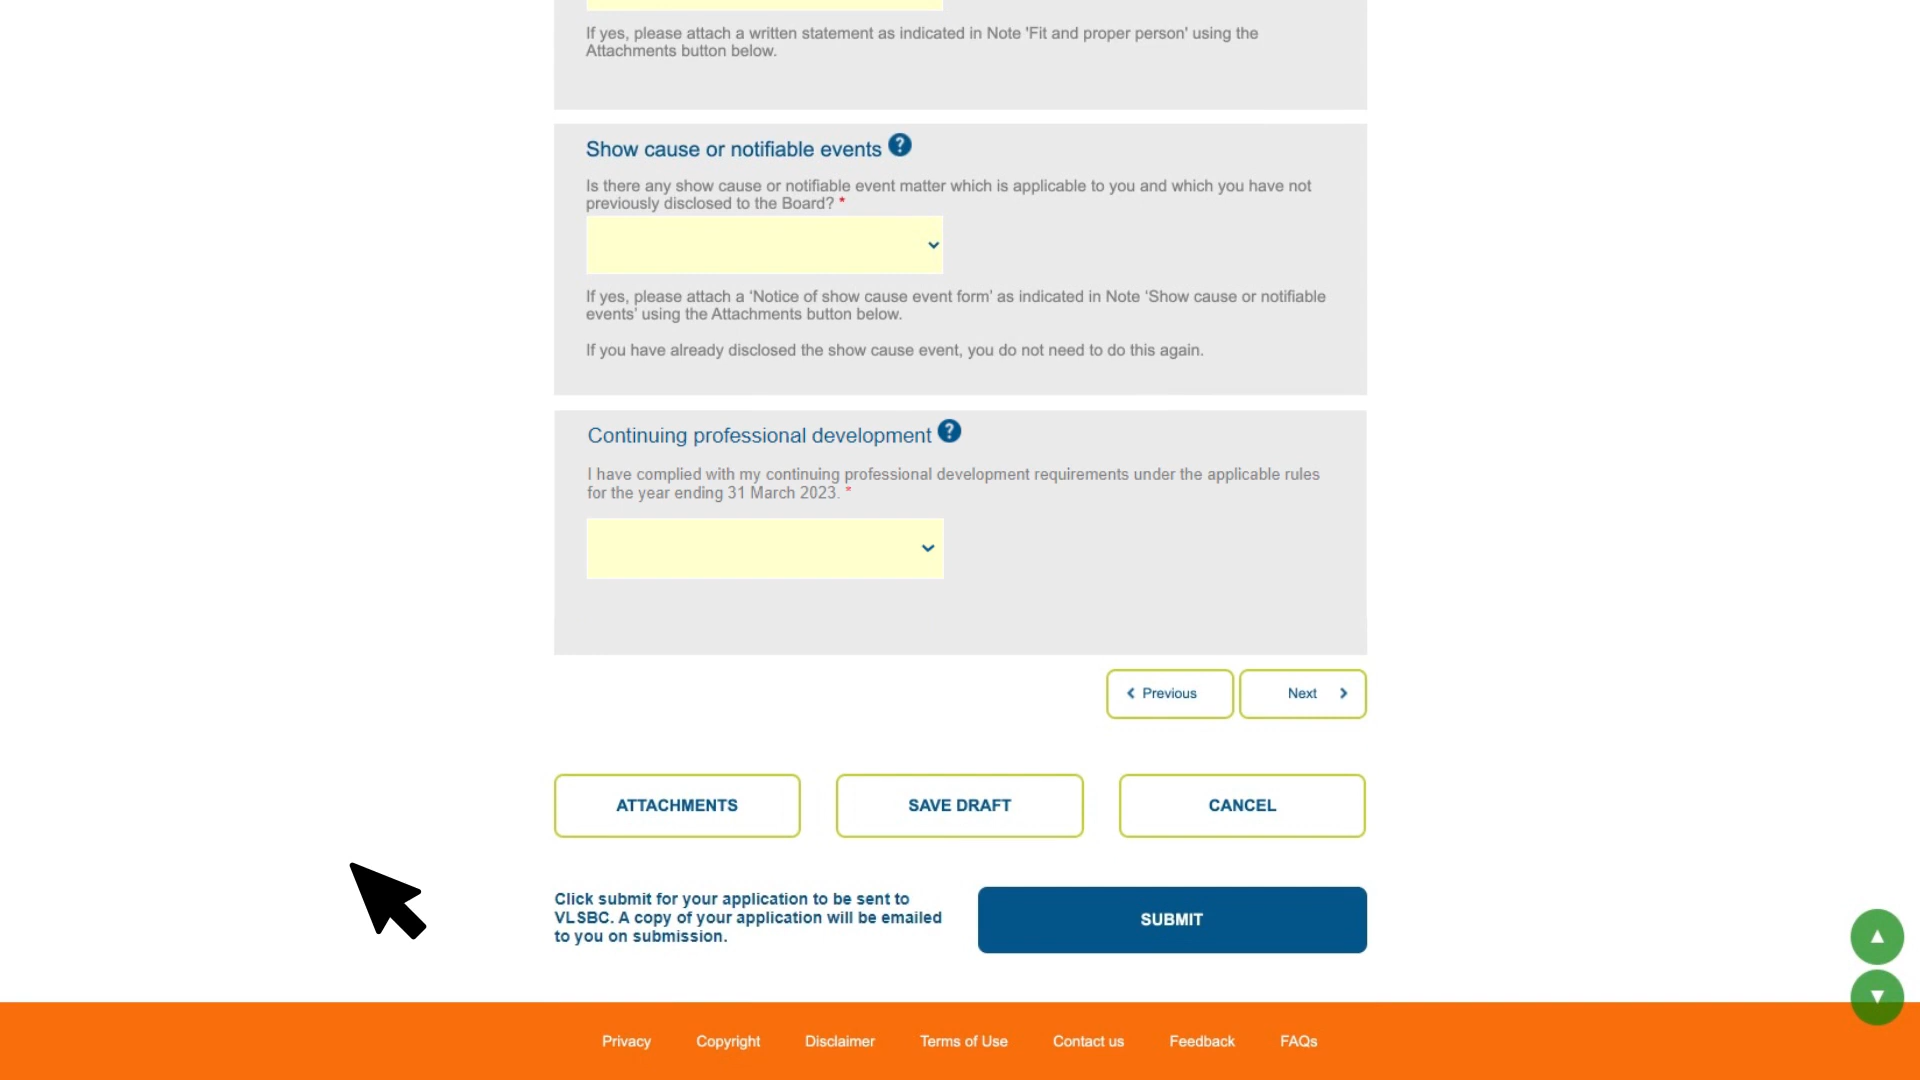 If yes, please attach a written statement as indicated in Note 'Fit and proper person' using the
Attachments button below.
Show cause or notifiable events ?
Is there any show cause or notifiable event matter which is applicable to you and which you have not
previously disclosed to the Board? *
If yes, please attach a ‘Notice of show cause event form’ as indicated in Note ‘Show cause or notifiable
events’ using the Attachments button below.
If you have already disclosed the show cause event, you do not need to do this again.
Continuing professional development ?
I have complied with my continuing professional development requirements under the applicable rules
for the year ending 31 March 2023. *
Previous
Next
ATTACHMENTS
SAVE DRAFT
CANCEL
Click submit for your application to be sent to
VLSBC. A copy of your application will be emailed
to you on submission.
SUBMIT
Privacy
Copyright
Disclaimer
Terms of Use
Contact us
Feedback
FAQs